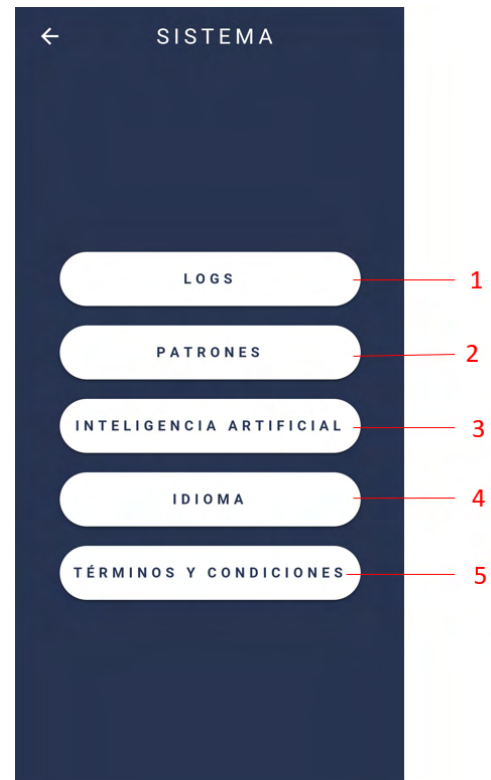 SISTEMA
LOGS 1
PATRONES 2
INTELIGENCIA ARTIFICIAL 3
IDIOMA 4
TÉRMINOS Y CONDICIONES 5